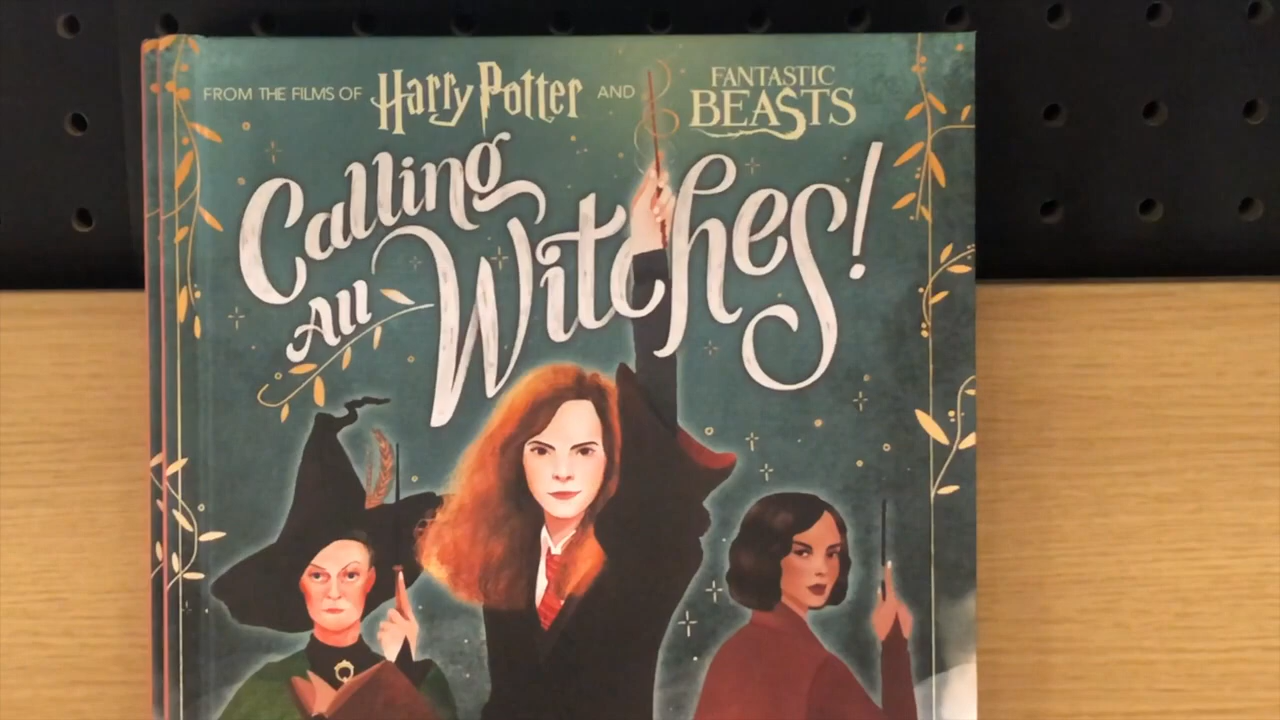 FROM THE FILMS OF Harry Potter AND FANTASTIC BEASTS
Calling
All Witches!